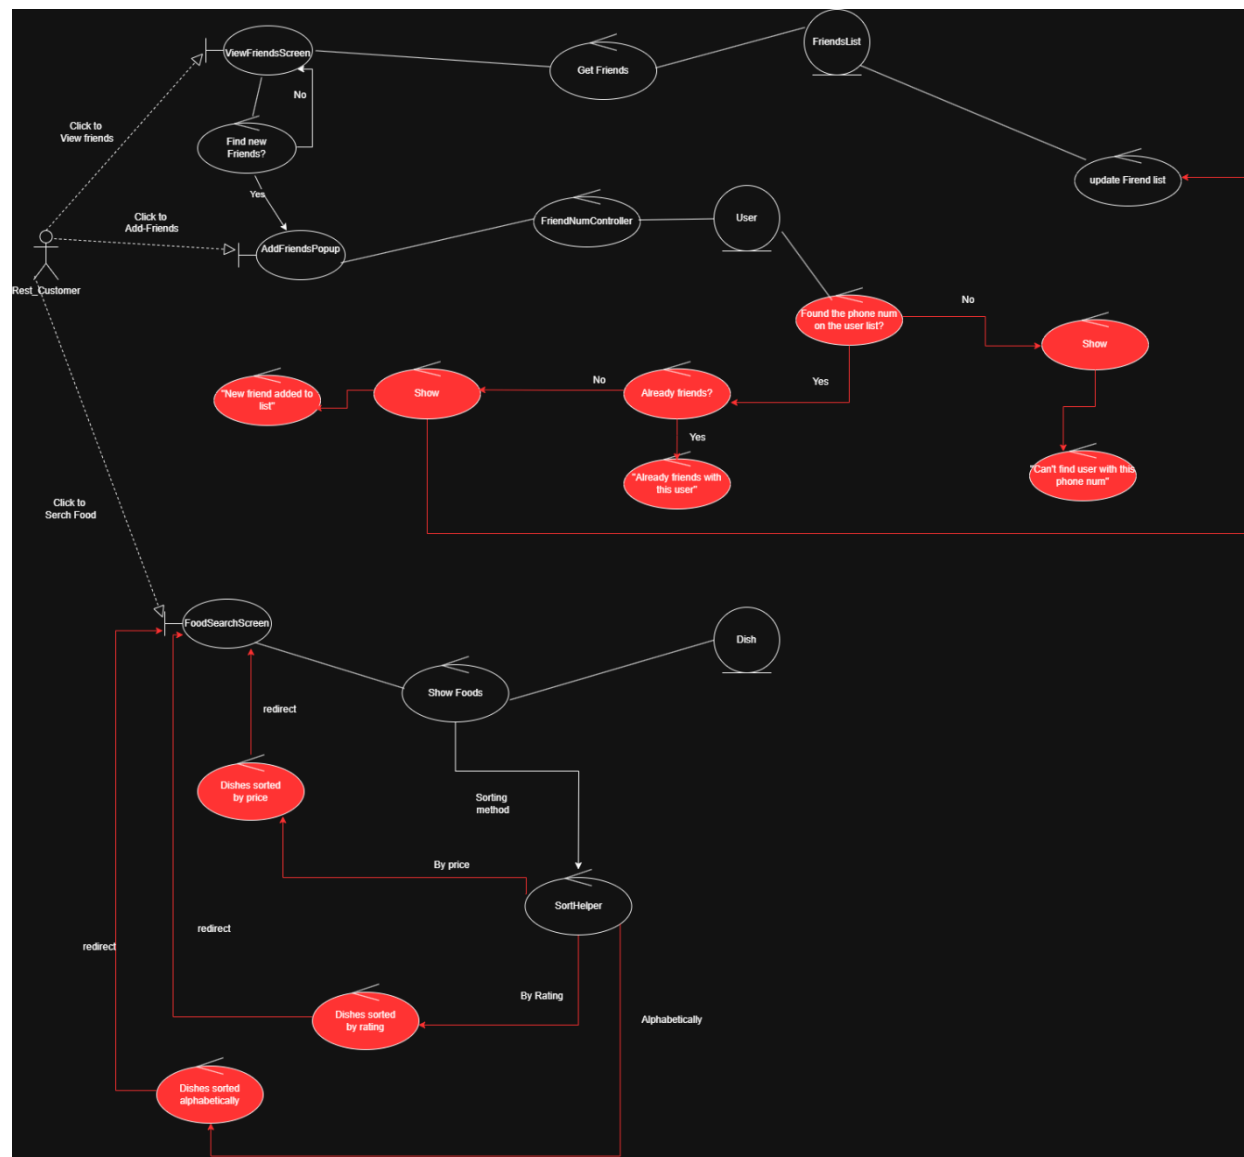 ViewFriendsScreen
Get Friends
FriendsList
No
Click to
View friends
Find new
Friends?
update Firend list
Yes
Click to
Add-Friends
AddFriendsPopup
FriendNumController
User
Rest_Customer
Found the phone num
on the user list?
No
Show
Yes
"New friend added to
list"
Show
No
Already friends?
Yes
"Already friends with
this user"
"Can't find user with this
phone num"
Click to
Serch Food
FoodSearchScreen
Dish
Show Foods
redirect
Dishes sorted
by price
Sorting
method
By price
SortHelper
redirect
redirect
By Rating
Dishes sorted
by rating
Alphabetically
Dishes sorted
alphabetically